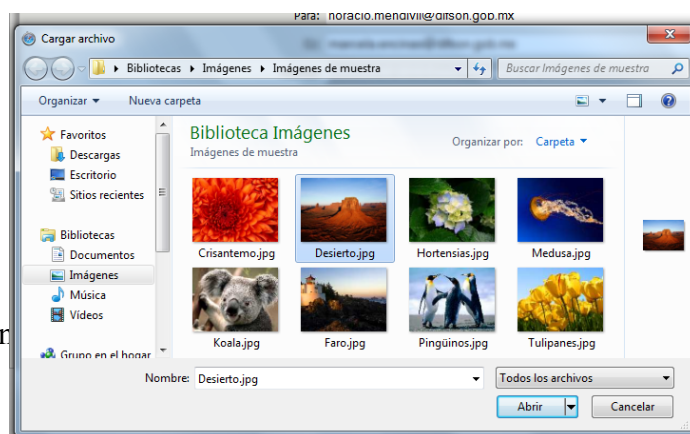 Para: horacio.mendivil@difson.gob.mx
Cargar archivo
Bibliotecas Imágenes Imágenes de muestra
Buscar Imágenes de muestra
Organizar Nueva carpeta
Favoritos
Descargas
Escritorio
Sitios recientes
Bibliotecas
Documentos
Imágenes
Música
Vídeos
Grupo en el hogar
Biblioteca Imágenes
Imágenes de muestra
Organizar por: Carpeta
Crisantemo.jpg Desierto.jpg Hortensias.jpg Medusa.jpg
Koala.jpg Faro.jpg Pingüinos.jpg Tulipanes.jpg
Nombre: Desierto.jpg
Todos los archivos
Abrir Cancelar